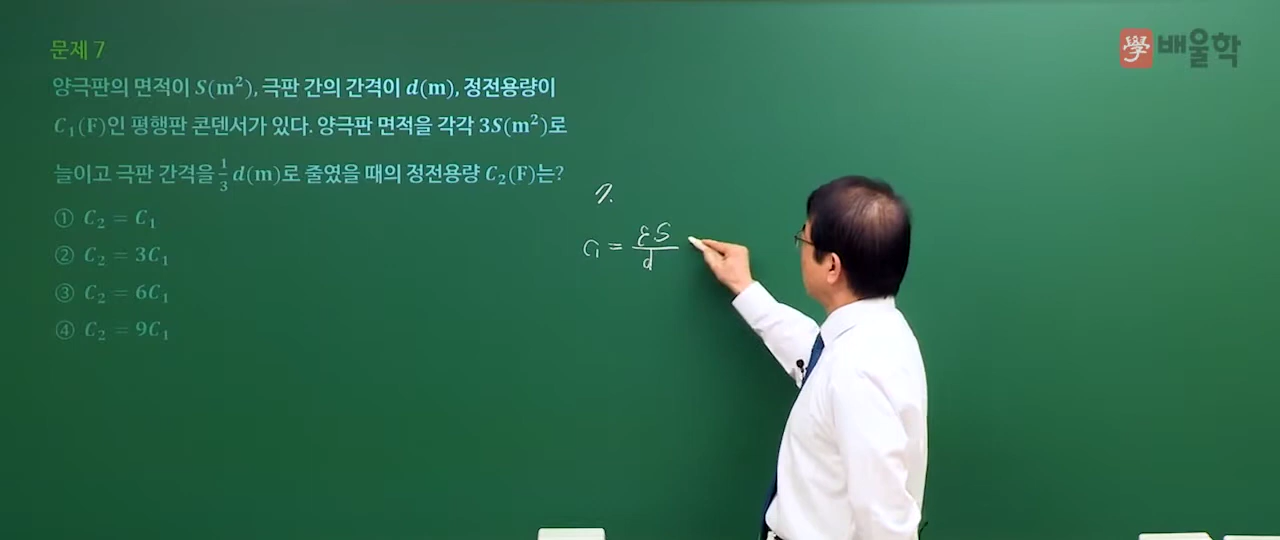 문제 7
學 배울학
양극판의 면적이 S(m²), 극판 간의 간격이 d(m), 정전용량이
C₁(F)인 평행판 콘덴서가 있다. 양극판 면적을 각각 3S(m²)로
늘이고 극판 간격을 1/3 d(m)로 줄였을 때의 정전용량 C₂(F)는?
① C₂ = C₁
② C₂ = 3C₁
③ C₂ = 6C₁
④ C₂ = 9C₁
7.
C₁ = εS/d